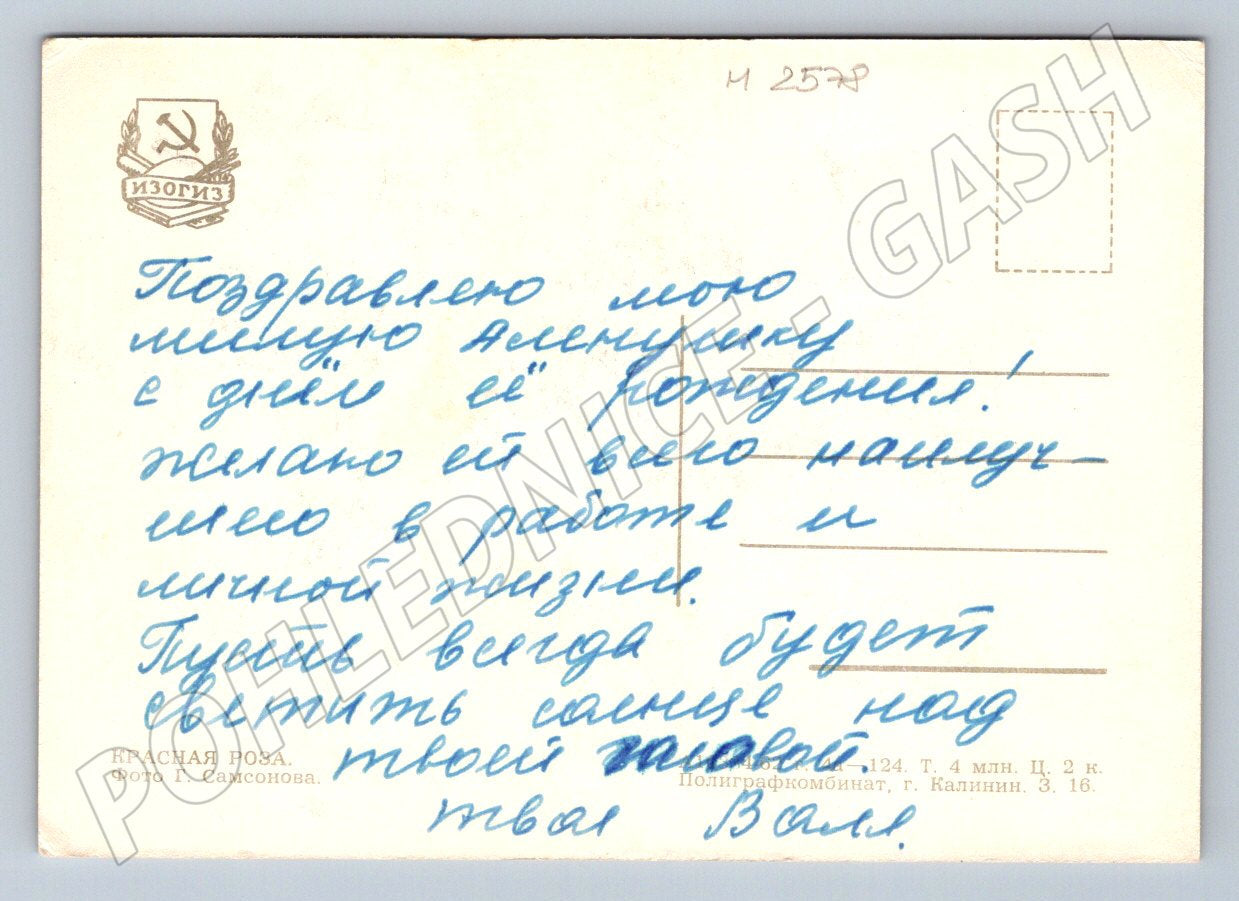 И 2578
ИЗОГИЗ
Поздравляю мою
милую Аленушку
с днём её рождения!
желаю ей всего наилуч-
шего в работе и
личной жизни.
Пусть всегда будет
светить солнце над
твоей головой.
твоя Валя.
КРАСНАЯ РОЗА.
Фото Г. Самсонова.
124. Т. 4 млн. Ц. 2 к.
Полиграфкомбинат, г. Калинин. З. 16.
POHLEDNICE - GASH